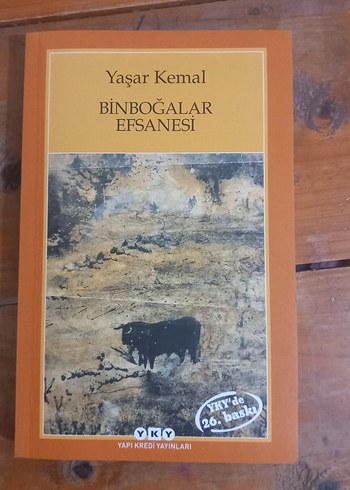 Yaşar Kemal
BİNBOĞALAR
EFSANESİ
YKY'de
26. baskı
YKY
YAPI KREDİ YAYINLARI